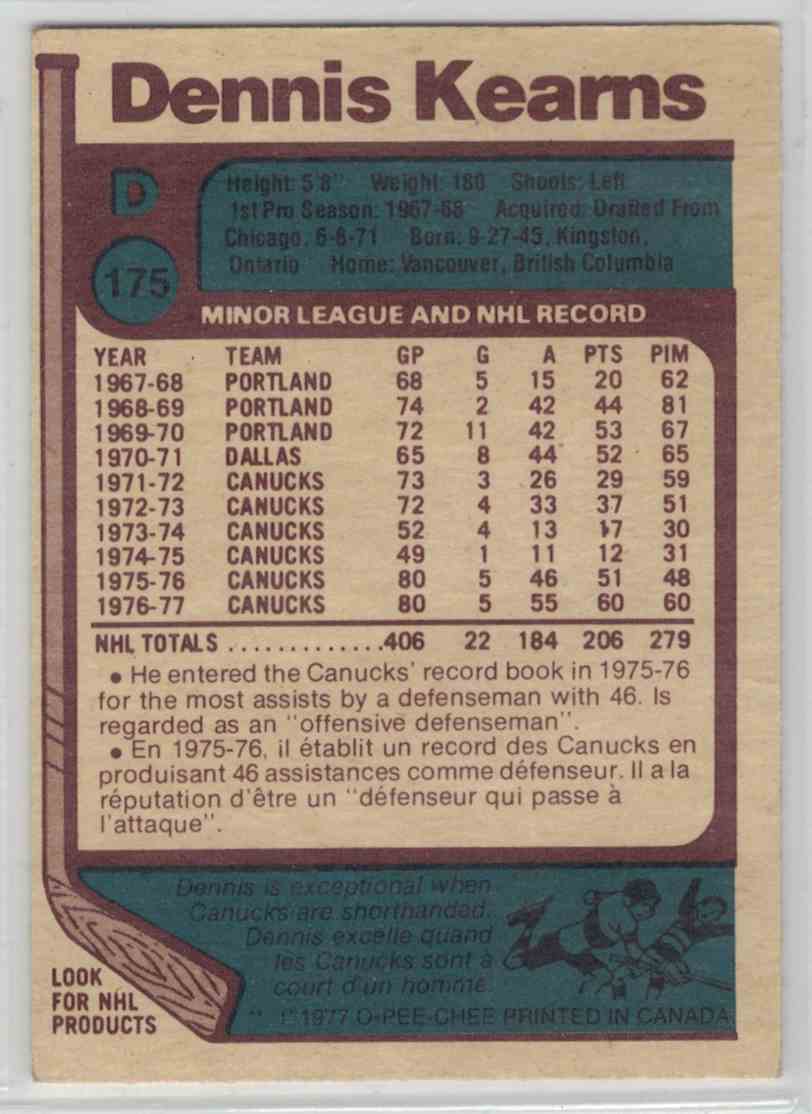 Dennis Kearns
D
175
Height: 5'8" Weight: 180 Shoots: Left
1st Pro Season: 1967-68 Acquired: Drafted From
Chicago, 6-8-71 Born: 9-27-45, Kingston,
Ontario Home: Vancouver, British Columbia
MINOR LEAGUE AND NHL RECORD
YEAR TEAM GP G A PTS PIM
1967-68 PORTLAND 68 5 15 20 62
1968-69 PORTLAND 74 2 42 44 81
1969-70 PORTLAND 72 11 42 53 67
1970-71 DALLAS 65 8 44 52 65
1971-72 CANUCKS 73 3 26 29 59
1972-73 CANUCKS 72 4 33 37 51
1973-74 CANUCKS 52 4 13 17 30
1974-75 CANUCKS 49 1 11 12 31
1975-76 CANUCKS 80 5 46 51 48
1976-77 CANUCKS 80 5 55 60 60
NHL TOTALS .............406 22 184 206 279
• He entered the Canucks' record book in 1975-76
for the most assists by a defenseman with 46. Is
regarded as an "offensive defenseman".
• En 1975-76, il établit un record des Canucks en
produisant 46 assistances comme défenseur. Il a la
réputation d'être un "défenseur qui passe à
l'attaque".
Dennis is exceptional when
Canucks are shorthanded.
Dennis excelle quand
les Canucks sont à
court d'un homme.
LOOK
FOR NHL
PRODUCTS
** ©1977 O-PEE-CHEE PRINTED IN CANADA